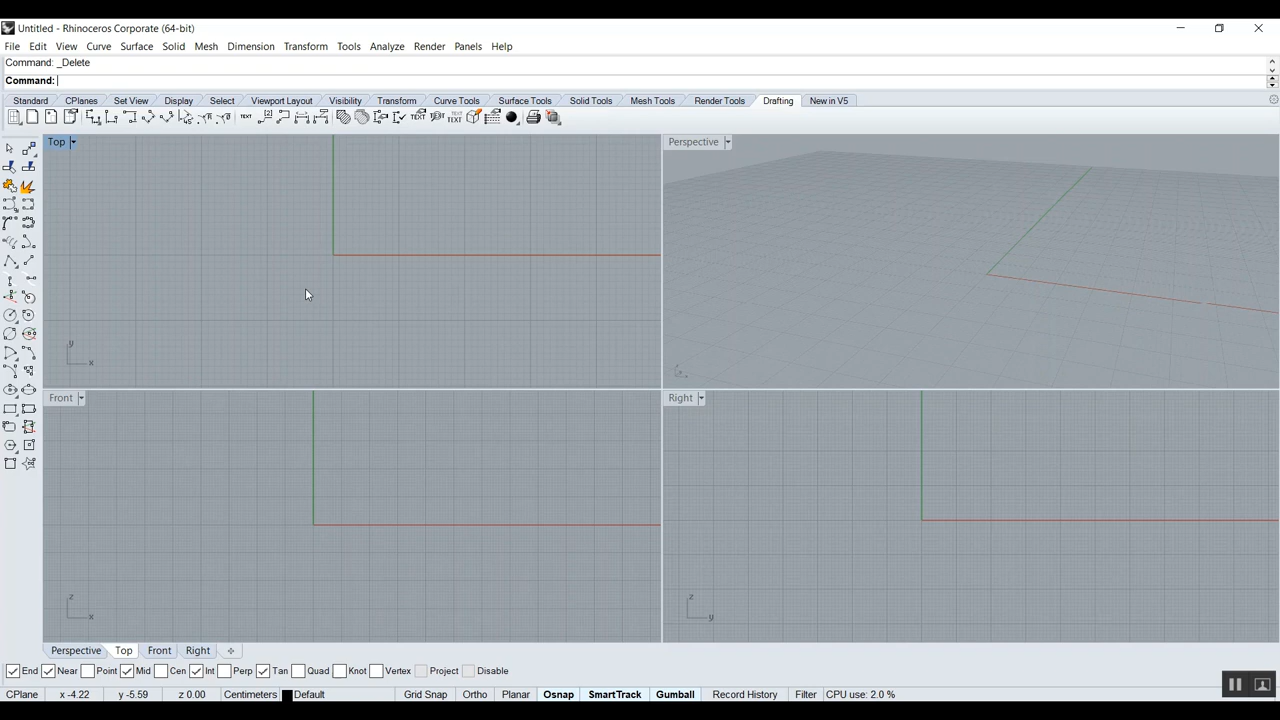 Untitled - Rhinoceros Corporate (64-bit)
File Edit View Curve Surface Solid Mesh Dimension Transform Tools Analyze Render Panels Help
Command: _Delete
Command:
Standard CPlanes Set View Display Select Viewport Layout Visibility Transform Curve Tools Surface Tools Solid Tools Mesh Tools Render Tools Drafting New in V5
Top
Perspective
y
x
Front
Right
z
x
z
y
Perspective Top Front Right
End Near Point Mid Cen Int Perp Tan Quad Knot Vertex Project Disable
CPlane x -4.22 y -5.59 z 0.00 Centimeters Default Grid Snap Ortho Planar Osnap SmartTrack Gumball Record History Filter CPU use: 2.0 %